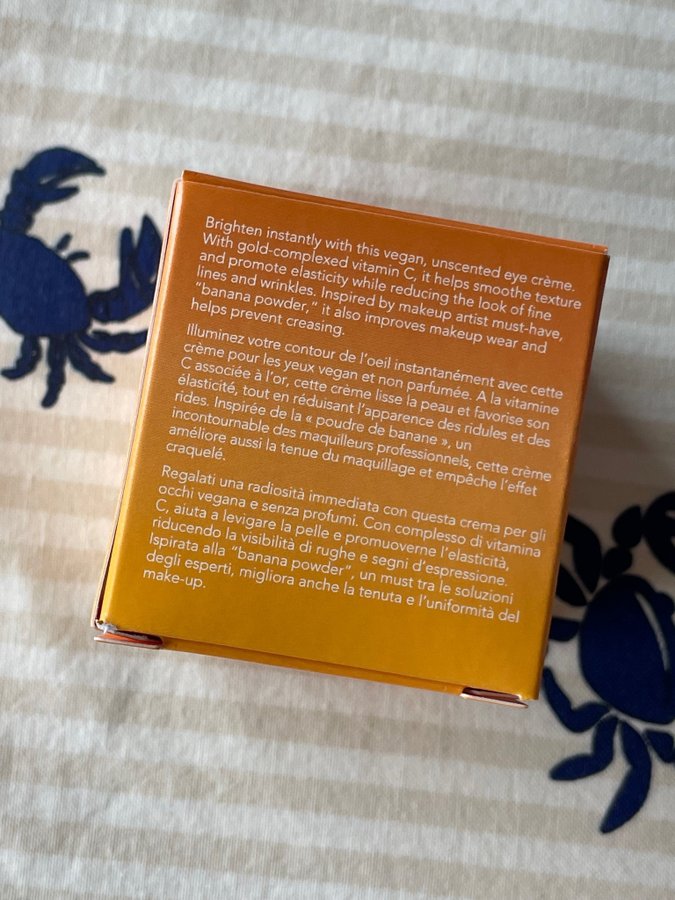 Brighten instantly with this vegan, unscented eye crème.
With gold-complexed vitamin C, it helps smoothe texture
and promote elasticity while reducing the look of fine
lines and wrinkles. Inspired by makeup artist must-have,
“banana powder,“ it also improves makeup wear and
helps prevent creasing.
Illuminez votre contour de l’oeil instantanément avec cette
crème pour les yeux vegan et non parfumée. A la vitamine
C associée à l’or, cette crème lisse la peau et favorise son
élasticité, tout en réduisant l’apparence des ridules et des
rides. Inspirée de la « poudre de banane », un
incontournable des maquilleurs professionnels, cette crème
améliore aussi la tenue du maquillage et empêche l’effet
craquelé.
Regalati una radiosità immediata con questa crema per gli
occhi vegana e senza profumi. Con complesso di vitamina
C, aiuta a levigare la pelle e promuoverne l’elasticità,
riducendo la visibilità di rughe e segni d’espressione.
Ispirata alla “banana powder”, un must tra le soluzioni
degli esperti, migliora anche la tenuta e l’uniformità del
make-up.